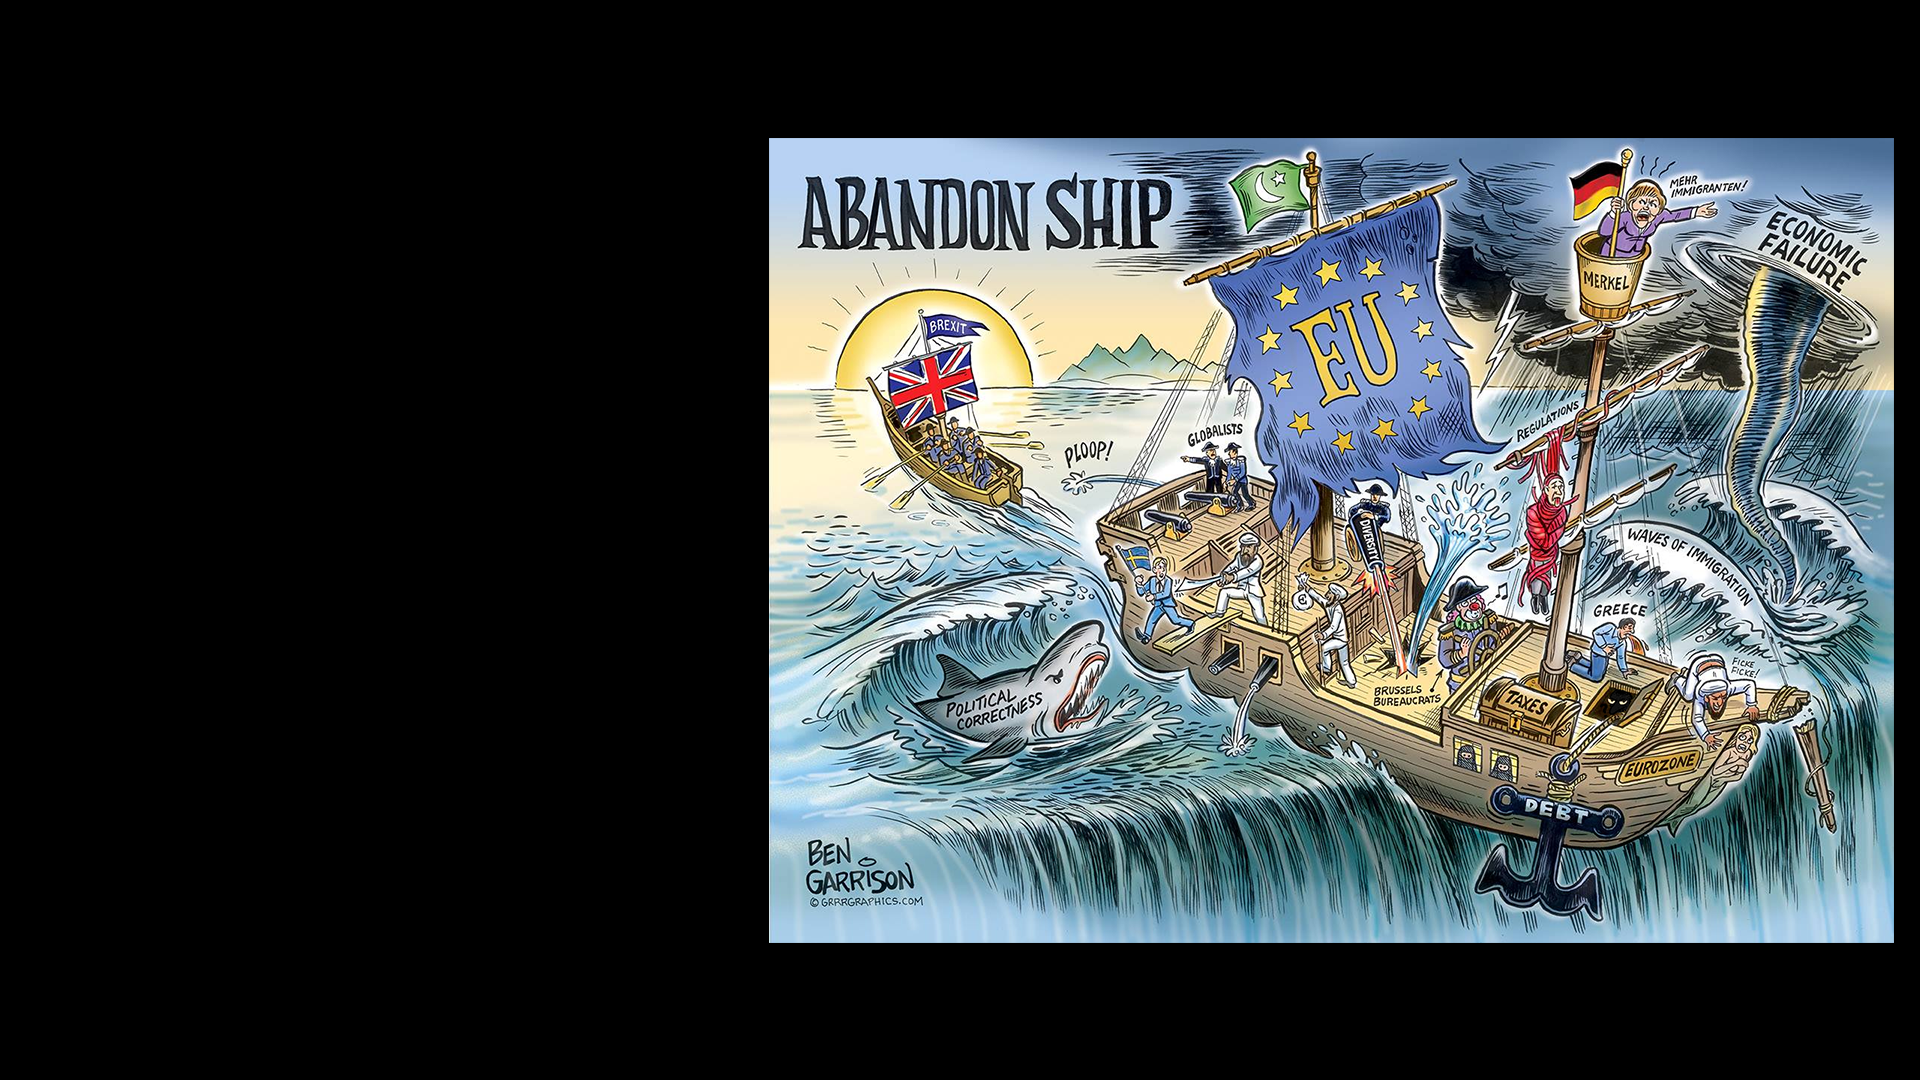 ABANDON SHIP
MEHR
IMMIGRANTEN!
ECONOMIC
FAILURE
MERKEL
BREXIT
EU
REGULATIONS
GLOBALISTS
PLOOP!
DIVERSITY
WAVES OF IMMIGRATION
GREECE
FICKE
FICKE!
POLITICAL
CORRECTNESS
BRUSSELS
BUREAUCRATS
TAXES
EUROZONE
DEBT
BEN
GARRISON
© GRRRGRAPHICS.COM